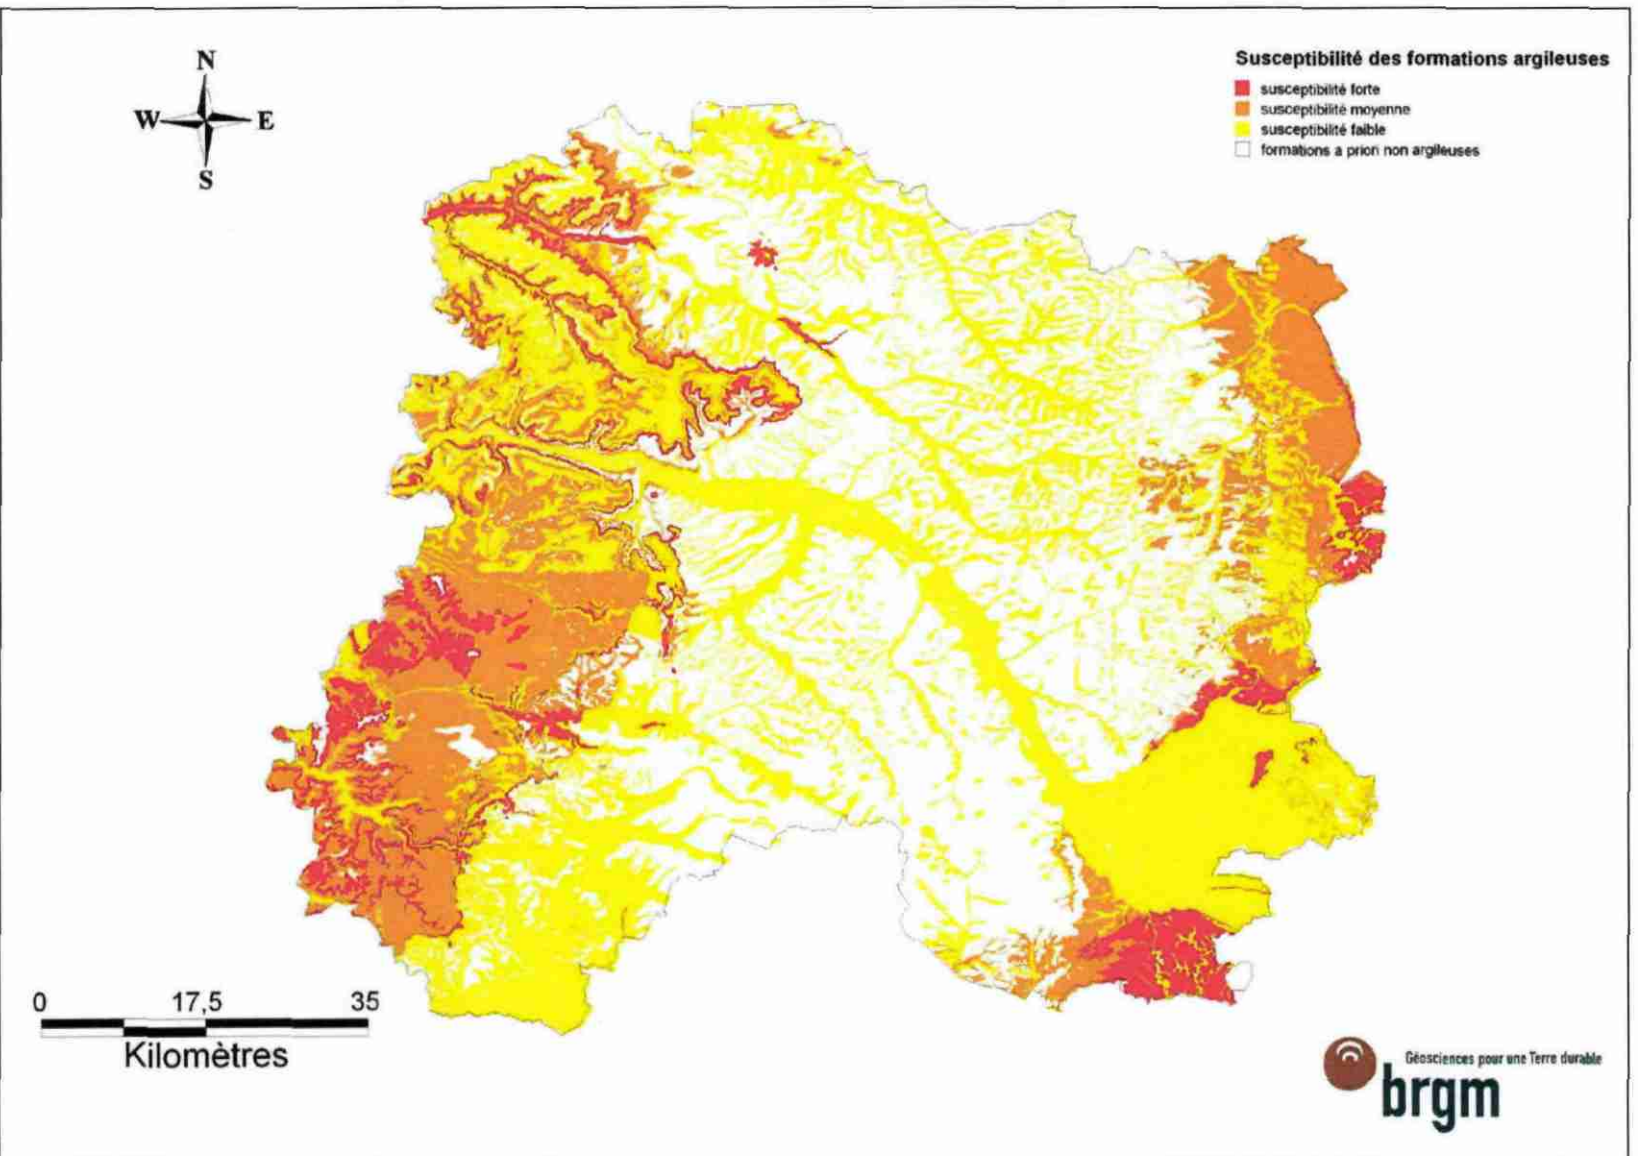 N
W E
S
Susceptibilité des formations argileuses
susceptibilité forte
susceptibilité moyenne
susceptibilité faible
formations a priori non argileuses
0 17,5 35
Kilomètres
Géosciences pour une Terre durable
brgm